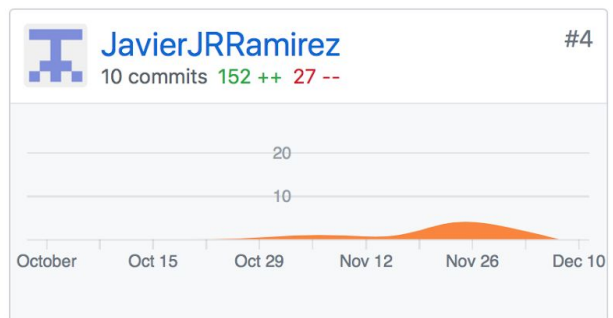 JavierJRRamirez
#4
10 commits 152 ++ 27 --
20
10
October Oct 15 Oct 29 Nov 12 Nov 26 Dec 10